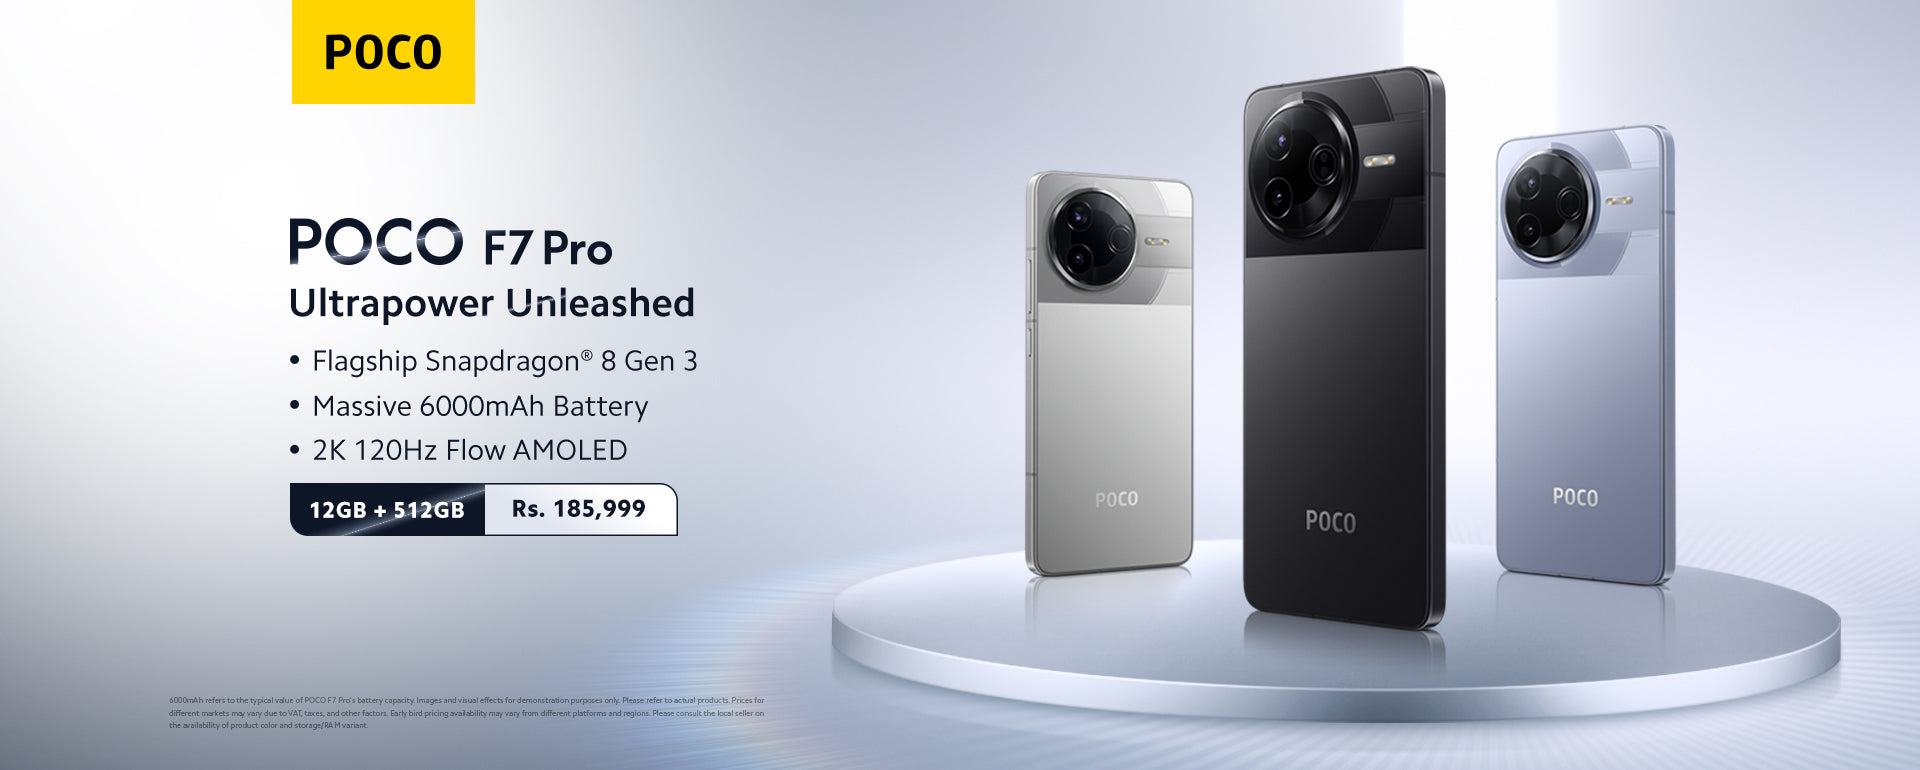 POCO
POCO F7 Pro
Ultrapower Unleashed
• Flagship Snapdragon® 8 Gen 3
• Massive 6000mAh Battery
• 2K 120Hz Flow AMOLED
12GB + 512GB Rs. 185,999
POCO
POCO
POCO
6000mAh refers to the typical value of POCO F7 Pro's battery capacity. Images and visual effects for demonstration purposes only. Please refer to actual products. Prices for
different markets may vary due to VAT, taxes, and other factors. Early bird pricing availability may vary from different platforms and regions. Please consult the local seller on
the availability of product color and storage/RAM variant.